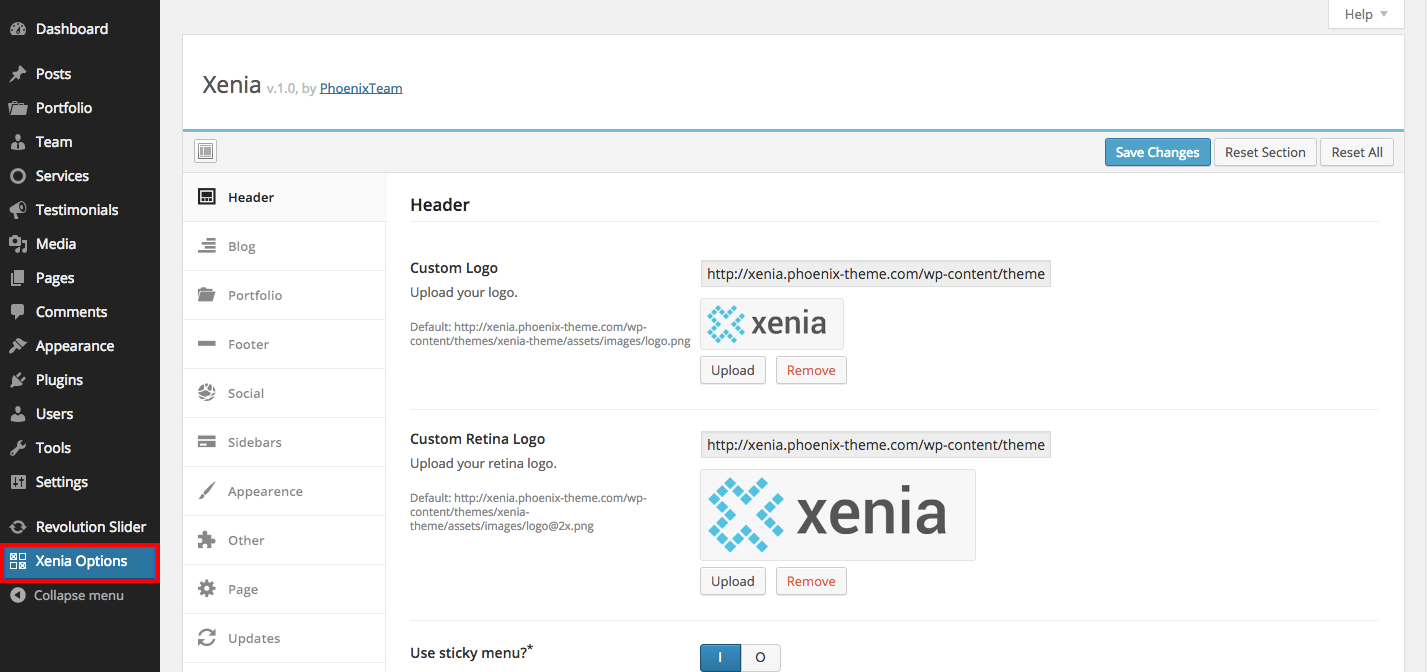 Dashboard
Posts
Portfolio
Team
Services
Testimonials
Media
Pages
Comments
Appearance
Plugins
Users
Tools
Settings
Revolution Slider
Xenia Options
Collapse menu
Help
Xenia v.1.0, by PhoenixTeam
Save Changes
Reset Section
Reset All
Header
Blog
Portfolio
Footer
Social
Sidebars
Appearence
Other
Page
Updates
Header
Custom Logo
Upload your logo.
Default: http://xenia.phoenix-theme.com/wp-
content/themes/xenia-theme/assets/images/logo.png
http://xenia.phoenix-theme.com/wp-content/theme
xenia
Upload
Remove
Custom Retina Logo
Upload your retina logo.
Default: http://xenia.phoenix-theme.com/wp-
content/themes/xenia-
theme/assets/images/logo@2x.png
http://xenia.phoenix-theme.com/wp-content/theme
xenia
Upload
Remove
Use sticky menu?*
I
O